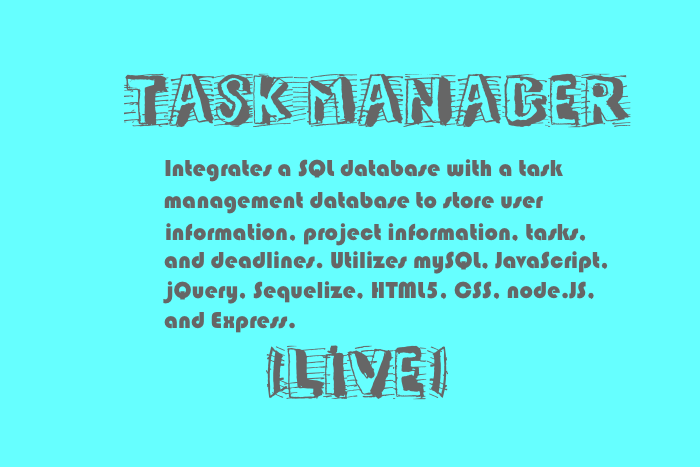 TASK MANAGER
Integrates a SQL database with a task
management database to store user
information, project information, tasks,
and deadlines. Utilizes mySQL, JavaScript,
jQuery, Sequelize, HTML5, CSS, node.JS,
and Express.
(LIVE)